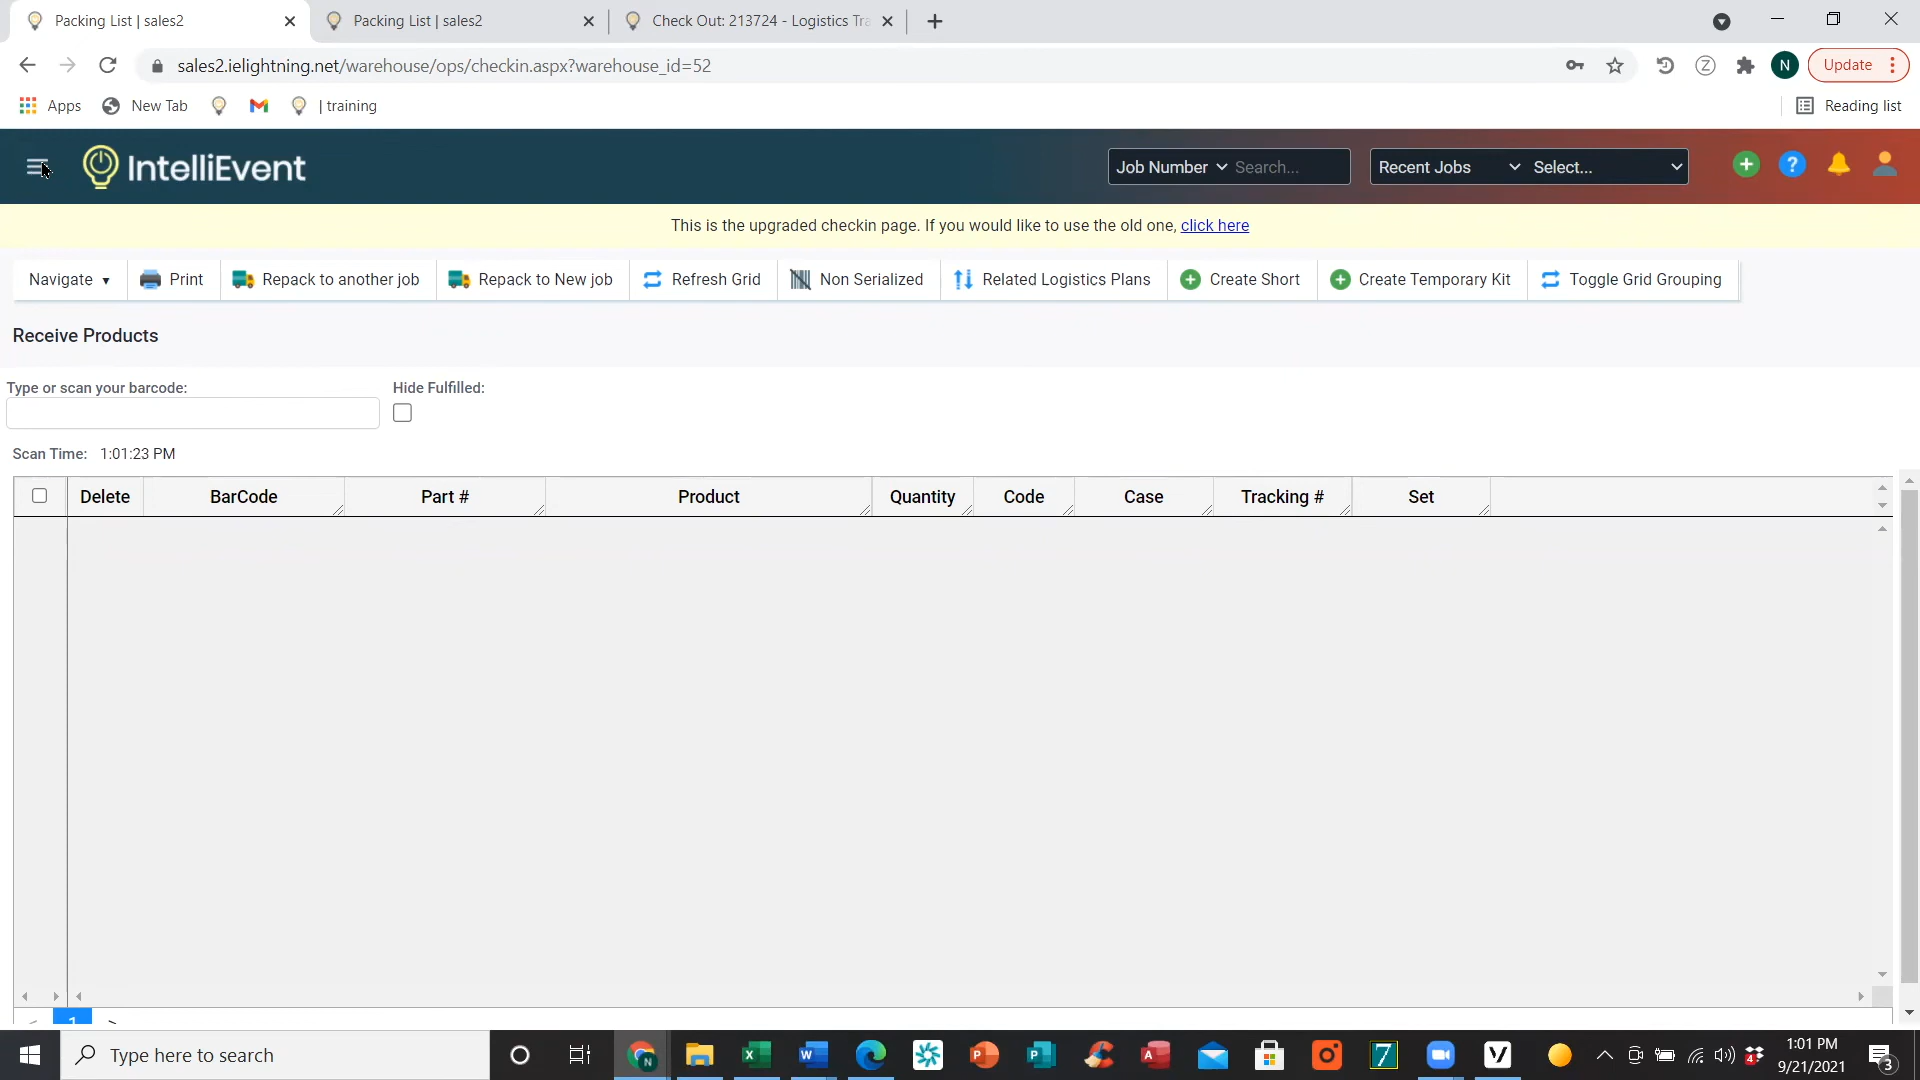 Packing List | sales2
Packing List | sales2
Check Out: 213724 - Logistics Tra
sales2.ielightning.net/warehouse/ops/checkin.aspx?warehouse_id=52
N
Update
Apps
New Tab
| training
Reading list
IntelliEvent
Job Number
Search...
Recent Jobs
Select...
This is the upgraded checkin page. If you would like to use the old one, click here
Navigate
Print
Repack to another job
Repack to New job
Refresh Grid
Non Serialized
Related Logistics Plans
Create Short
Create Temporary Kit
Toggle Grid Grouping
Receive Products
Type or scan your barcode:
Hide Fulfilled:
Scan Time: 1:01:23 PM
Delete
BarCode
Part #
Product
Quantity
Code
Case
Tracking #
Set
1
Type here to search
1:01 PM
9/21/2021
3